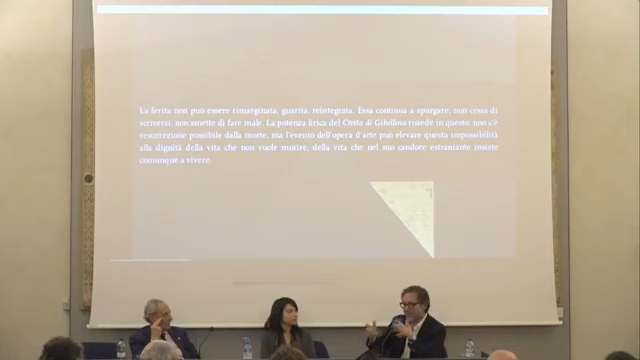 La ferita non può essere rimarginata, guarita, reintegrata. Essa continua a spurgare, non cessa di
scriversi, non smette di fare male. La potenza lirica del Cretto di Gibellina risiede in questo: non c'è
resurrezione possibile dalla morte, ma l'evento dell'opera d'arte può elevare questa impossibilità
alla dignità della vita che non vuole morire, della vita che nel suo candore estraniante insiste
comunque a vivere.